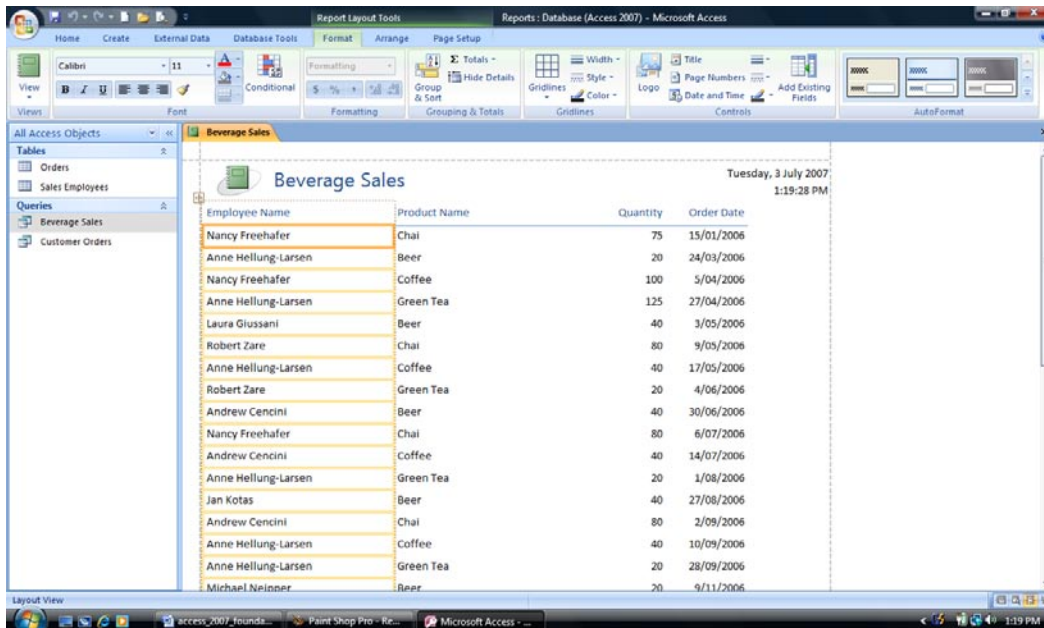 Report Layout Tools Reports : Database (Access 2007) - Microsoft Access
Home Create External Data Database Tools Format Arrange Page Setup
View
Views
Calibri 11
B I U
Conditional
Font
Formatting
$ % ,
Formatting
Group & Sort
Σ Totals
Hide Details
Grouping & Totals
Gridlines
Width
Style
Color
Gridlines
Logo
Title
Page Numbers
Date and Time
Add Existing Fields
Controls
AutoFormat
All Access Objects
Tables
Orders
Sales Employees
Queries
Beverage Sales
Customer Orders
Beverage Sales
Beverage Sales
Tuesday, 3 July 2007
1:19:28 PM
Employee Name Product Name Quantity Order Date
Nancy Freehafer Chai 75 15/01/2006
Anne Hellung-Larsen Beer 20 24/03/2006
Nancy Freehafer Coffee 100 5/04/2006
Anne Hellung-Larsen Green Tea 125 27/04/2006
Laura Giussani Beer 40 3/05/2006
Robert Zare Chai 80 9/05/2006
Anne Hellung-Larsen Coffee 40 17/05/2006
Robert Zare Green Tea 20 4/06/2006
Andrew Cencini Beer 40 30/06/2006
Nancy Freehafer Chai 80 6/07/2006
Andrew Cencini Coffee 40 14/07/2006
Anne Hellung-Larsen Green Tea 20 1/08/2006
Jan Kotas Beer 40 27/08/2006
Andrew Cencini Chai 80 2/09/2006
Anne Hellung-Larsen Coffee 40 10/09/2006
Anne Hellung-Larsen Green Tea 20 28/09/2006
Michael Neipper Beer 20 9/11/2006
Layout View
access_2007_founda... Paint Shop Pro - Re... Microsoft Access - ... 1:19 PM